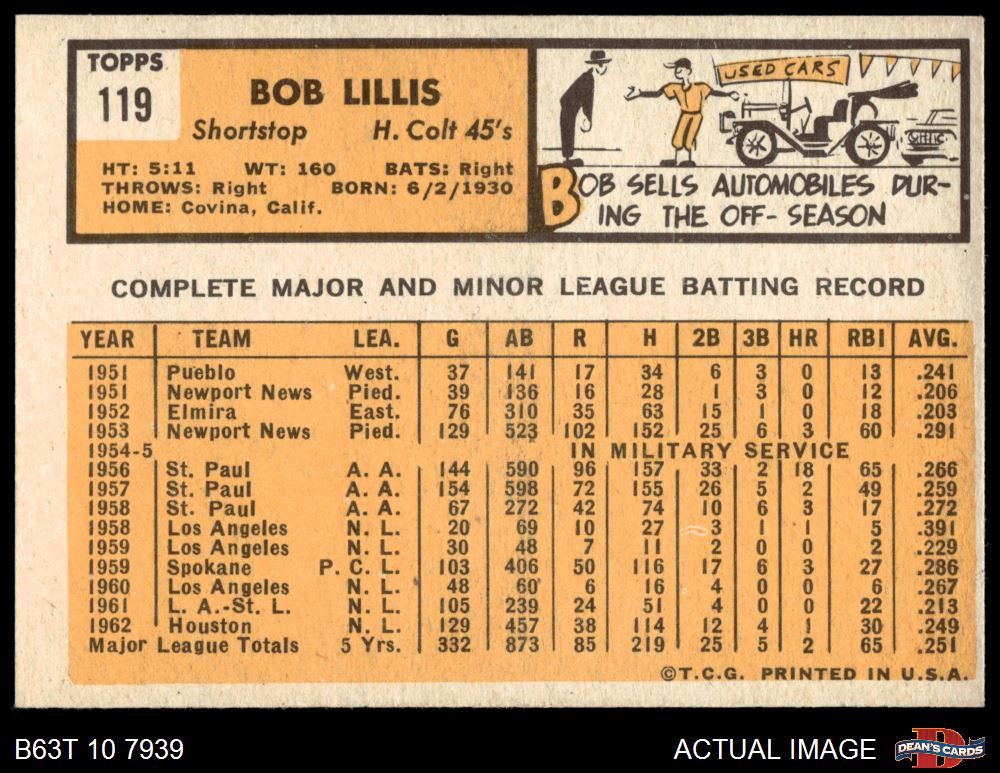 TOPPS
119
BOB LILLIS
Shortstop H. Colt 45's
HT: 5:11 WT: 160 BATS: Right
THROWS: Right BORN: 6/2/1930
HOME: Covina, Calif.
USED CARS
BOB SELLS AUTOMOBILES DUR-
ING THE OFF-SEASON
COMPLETE MAJOR AND MINOR LEAGUE BATTING RECORD
YEAR TEAM LEA. G AB R H 2B 3B HR RBI AVG.
1951 Pueblo West. 37 141 17 34 6 3 0 13 .241
1951 Newport News Pied. 39 136 16 28 1 3 0 12 .206
1952 Elmira East. 76 310 35 63 15 1 0 18 .203
1953 Newport News Pied. 129 523 102 152 25 6 3 60 .291
1954-5 IN MILITARY SERVICE
1956 St. Paul A. A. 144 590 96 157 33 2 18 65 .266
1957 St. Paul A. A. 154 598 72 155 26 5 2 49 .259
1958 St. Paul A. A. 67 272 42 74 10 6 3 17 .272
1958 Los Angeles N. L. 20 69 10 27 3 1 1 5 .391
1959 Los Angeles N. L. 30 48 7 11 2 0 0 2 .229
1959 Spokane P. C. L. 103 406 50 116 17 6 3 27 .286
1960 Los Angeles N. L. 48 60 6 16 4 0 0 6 .267
1961 L. A.-St. L. N. L. 105 239 24 51 4 0 0 22 .213
1962 Houston N. L. 129 457 38 114 12 4 1 30 .249
Major League Totals 5 Yrs. 332 873 85 219 25 5 2 65 .251
©T.C.G. PRINTED IN U.S.A.
B63T 10 7939
ACTUAL IMAGE
DEAN'S CARDS